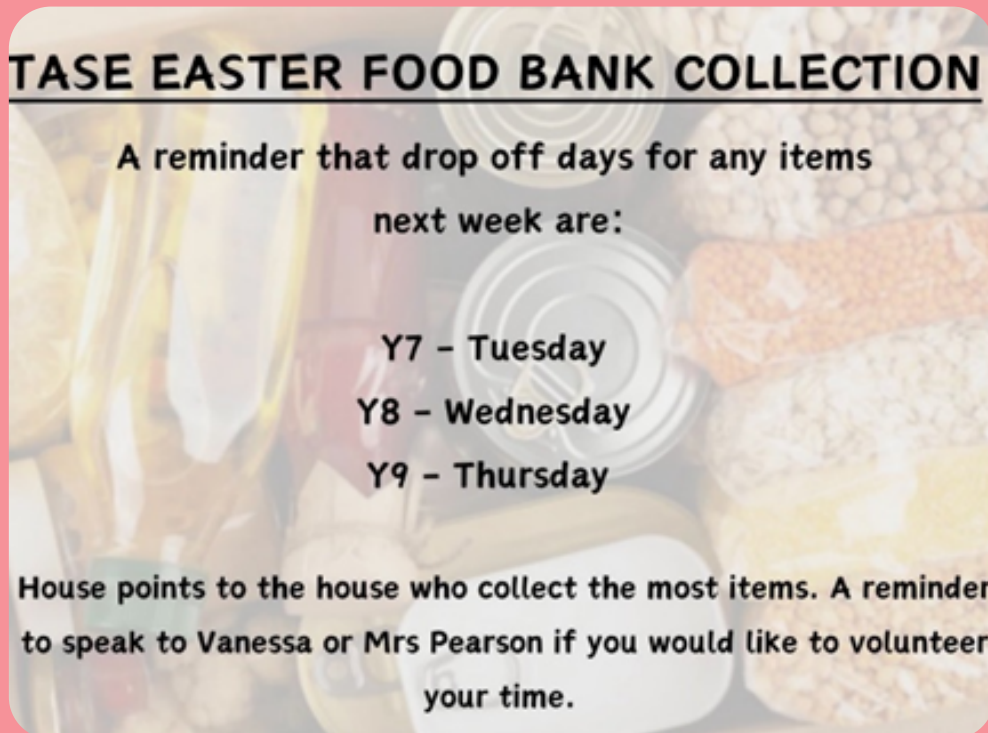 TASE EASTER FOOD BANK COLLECTION
A reminder that drop off days for any items
next week are:
Y7 - Tuesday
Y8 - Wednesday
Y9 - Thursday
House points to the house who collect the most items. A reminder
to speak to Vanessa or Mrs Pearson if you would like to volunteer
your time.